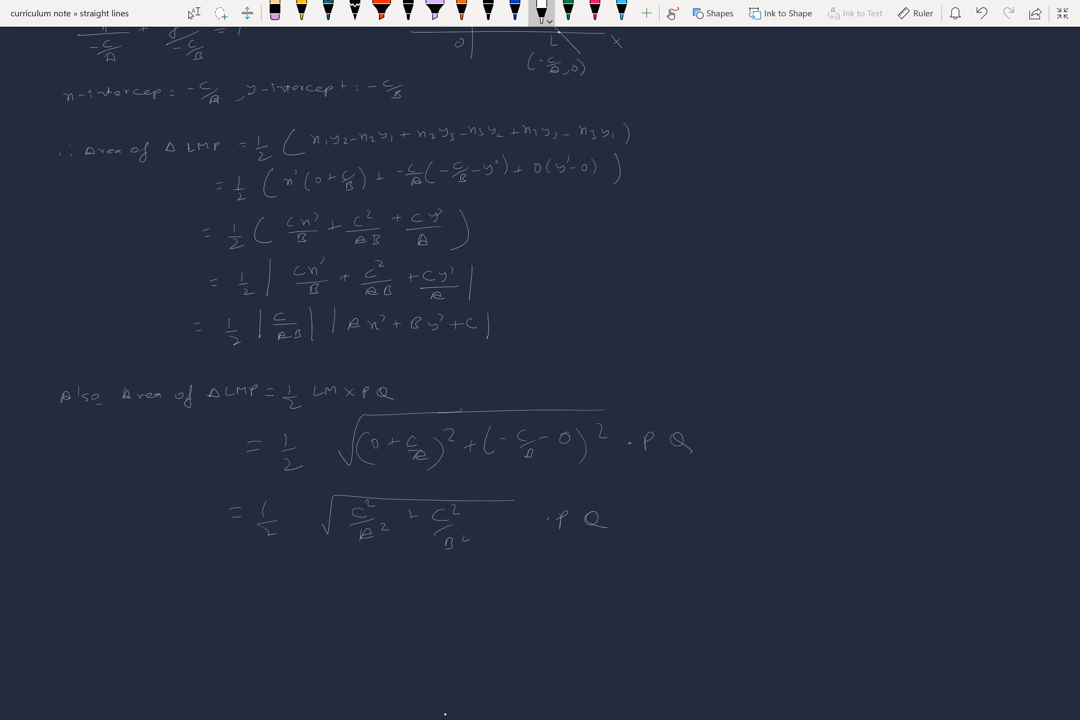 curriculum note » straight lines Shapes Ink to Shape Ink to Text Ruler
x/(-C/A) + y/(-C/B) = 1
O L X
(-C/A, 0)
x-intercep = -C/A, y-intercept = -C/B
∴ Area of Δ LMP = 1/2 (x₁y₂-x₂y₁ + x₂y₃-x₃y₂ + x₁y₃ - x₃y₁)
= 1/2 (x'(0+C/B) + -C/A(-C/B-y') + 0(y'-0))
= 1/2 (Cx'/B + C²/AB + Cy'/A)
= 1/2 |Cx'/B + C²/AB + Cy'/A|
= 1/2 |C/AB| |Ax' + By' + C|
Also Area of ΔLMP = 1/2 LM × PQ
= 1/2 √((0+C/A)² + (-C/B-0)²) · PQ
= 1/2 √(C²/A² + C²/B²) · PQ